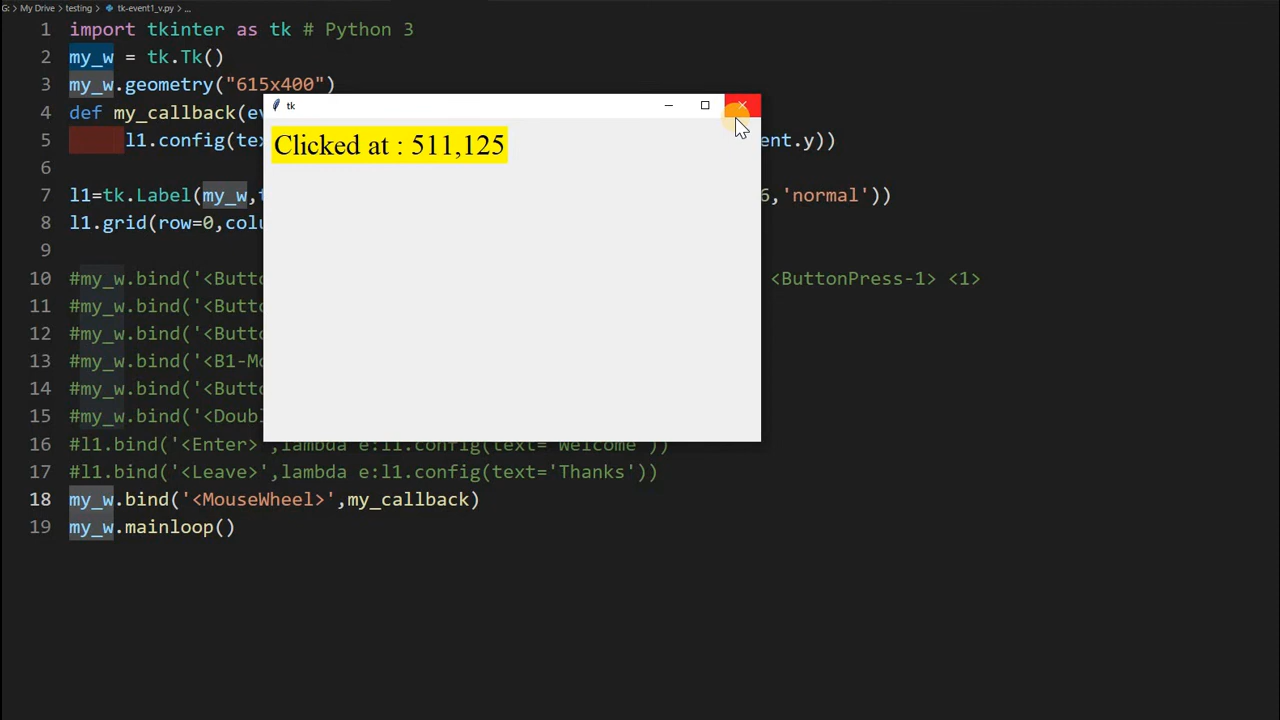 G: > My Drive > testing > tk-event1_v.py > ...
1 import tkinter as tk # Python 3
2 my_w = tk.Tk()
3 my_w.geometry("615x400")
4 def my_callback(ev
tk
5 l1.config(tex ent.y))
Clicked at : 511,125
6
7 l1=tk.Label(my_w,t 6,'normal'))
8 l1.grid(row=0,colu
9
10 #my_w.bind('<Butto <ButtonPress-1> <1>
11 #my_w.bind('<Butto
12 #my_w.bind('<Butto
13 #my_w.bind('<B1-Mo
14 #my_w.bind('<Butto
15 #my_w.bind('<Doubl
16 #l1.bind('<Enter>',lambda e:l1.config(text='Welcome'))
17 #l1.bind('<Leave>',lambda e:l1.config(text='Thanks'))
18 my_w.bind('<MouseWheel>',my_callback)
19 my_w.mainloop()